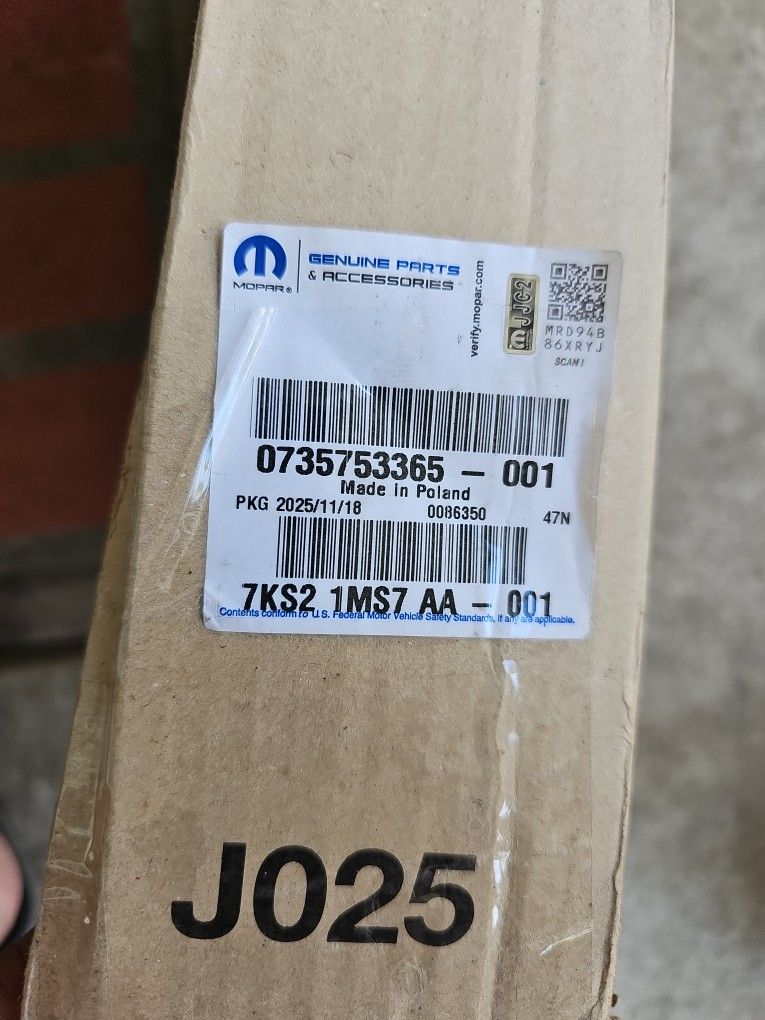 MOPAR®
GENUINE PARTS
& ACCESSORIES
verify.mopar.com
JJC2
MRD94B
86XRYJ
SCAN!
0735753365 - 001
Made in Poland
PKG 2025/11/18 0086350 47N
7KS2 1MS7 AA - 001
Contents conform to U.S. Federal Motor Vehicle Safety Standards, if any are applicable.
J025